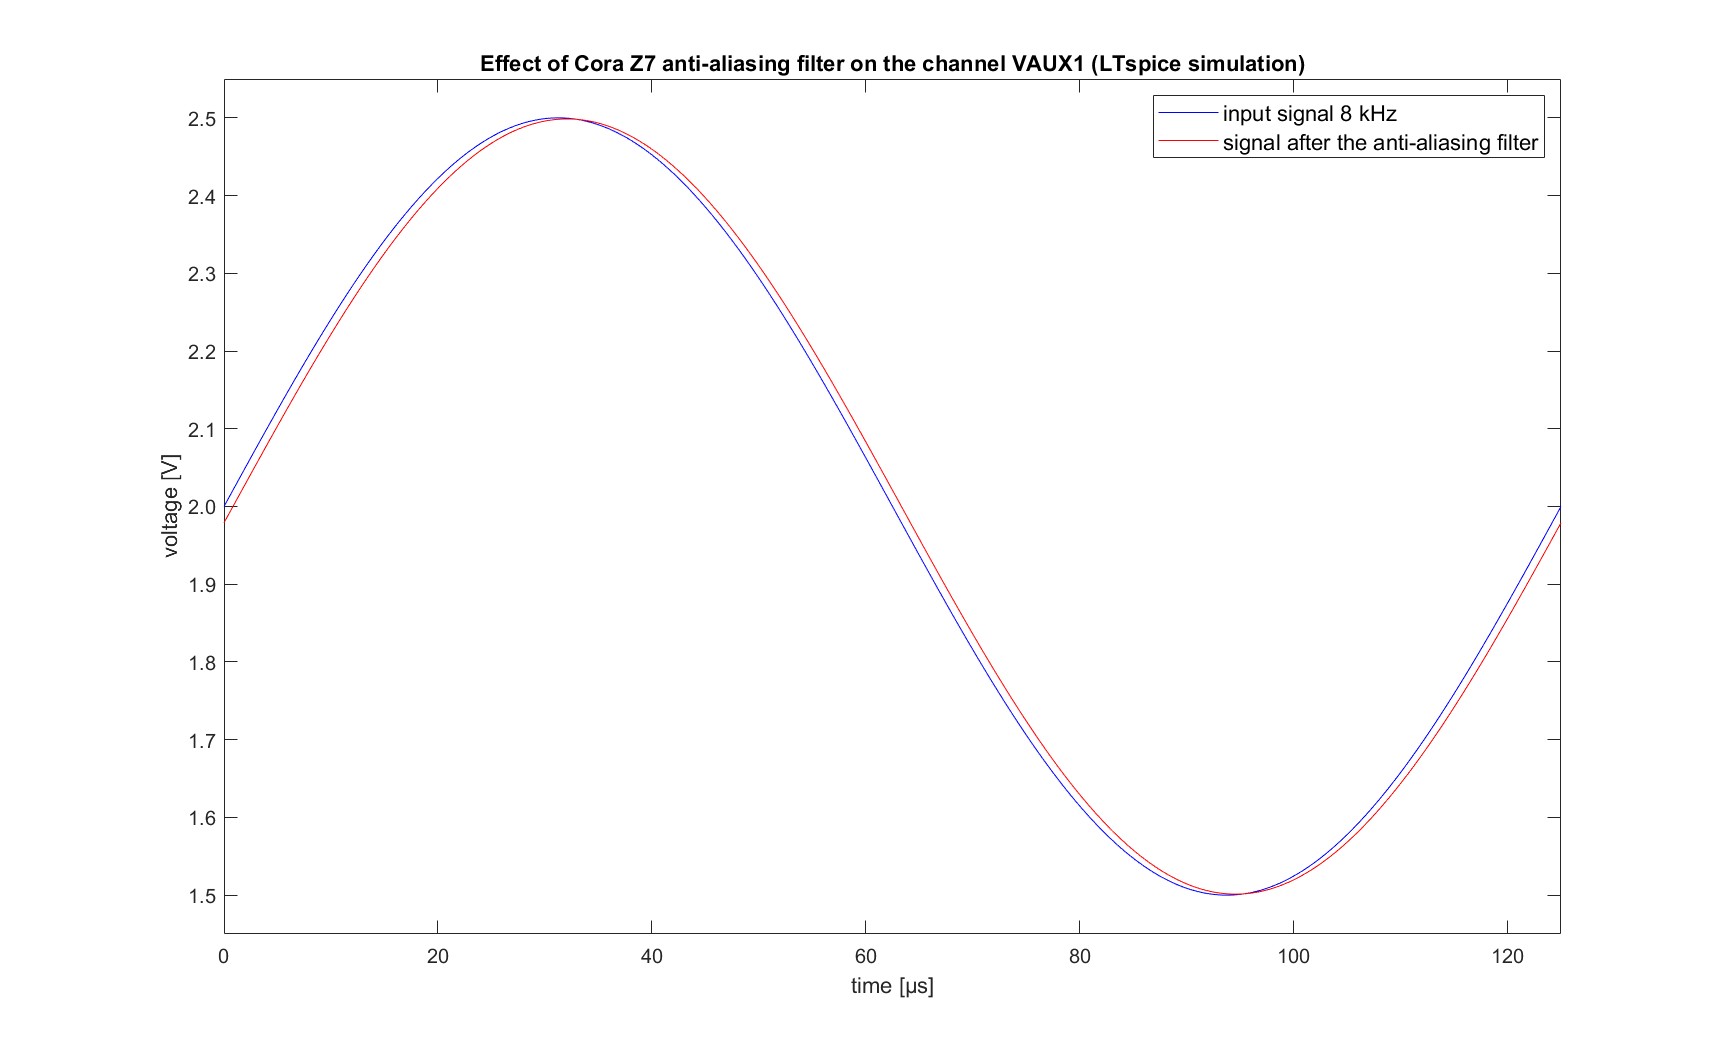 Effect of Cora Z7 anti-aliasing filter on the channel VAUX1 (LTspice simulation)
input signal 8 kHz
signal after the anti-aliasing filter
2.5
2.4
2.3
2.2
2.1
2.0
1.9
1.8
1.7
1.6
1.5
voltage [V]
0 20 40 60 80 100 120
time [µs]